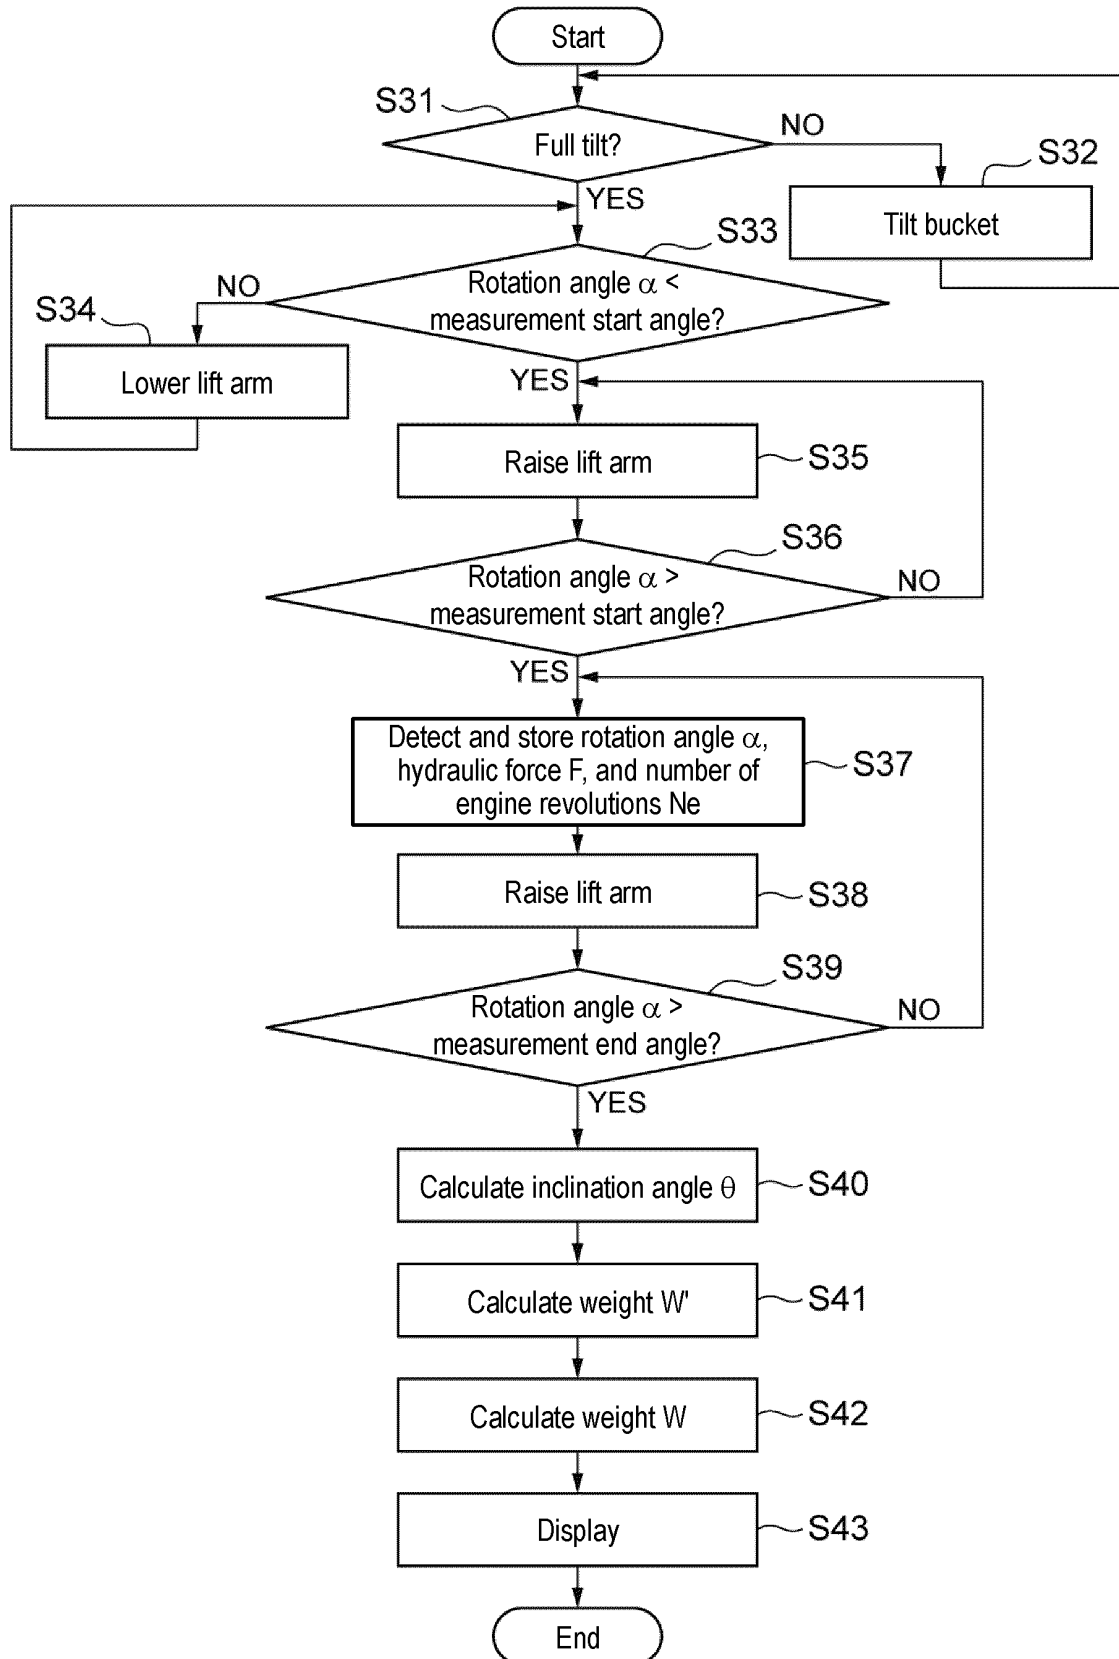 Start
S31
Full tilt?
NO
S32
Tilt bucket
YES
S33
Rotation angle α <
measurement start angle?
NO
S34
Lower lift arm
YES
Raise lift arm
S35
S36
Rotation angle α >
measurement start angle?
NO
YES
Detect and store rotation angle α,
hydraulic force F, and number of
engine revolutions Ne
S37
Raise lift arm
S38
S39
Rotation angle α >
measurement end angle?
NO
YES
Calculate inclination angle θ
S40
Calculate weight W'
S41
Calculate weight W
S42
Display
S43
End